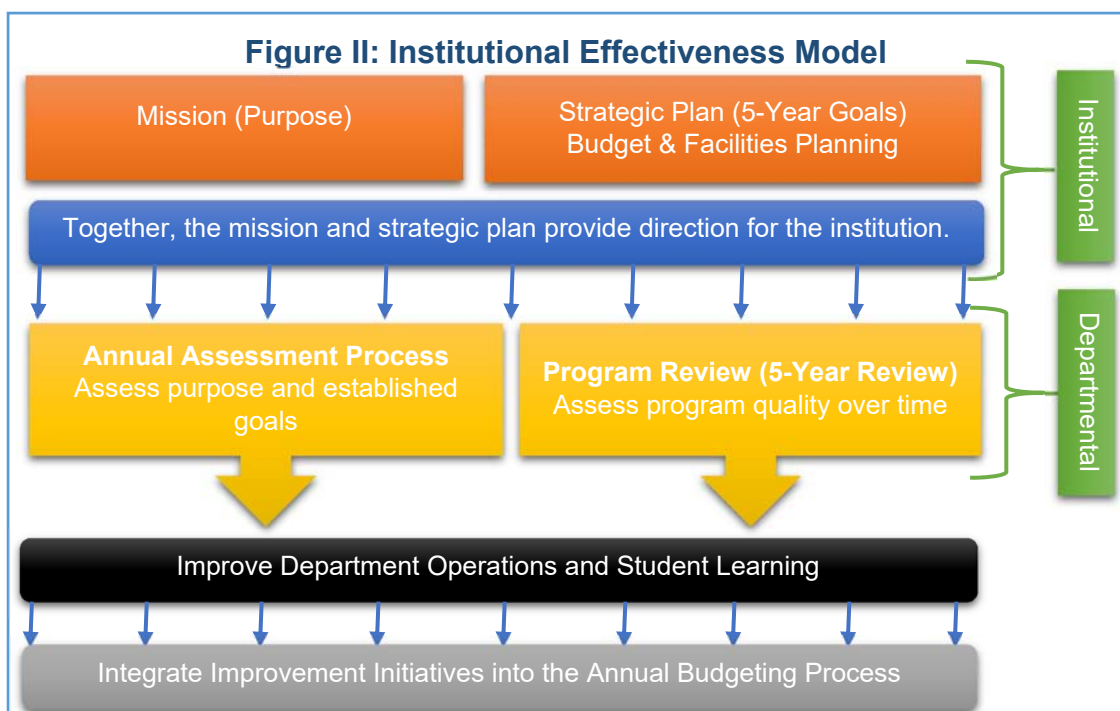 Figure II: Institutional Effectiveness Model
Mission (Purpose)
Strategic Plan (5-Year Goals)
Budget & Facilities Planning
Institutional
Together, the mission and strategic plan provide direction for the institution.
Annual Assessment Process
Assess purpose and established
goals
Program Review (5-Year Review)
Assess program quality over time
Departmental
Improve Department Operations and Student Learning
Integrate Improvement Initiatives into the Annual Budgeting Process